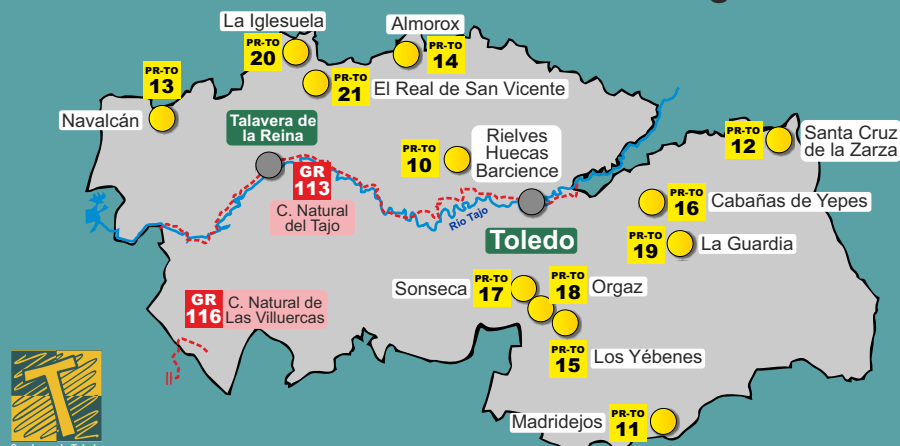 La Iglesuela
PR-TO
20
Almorox
PR-TO
14
PR-TO
13
Navalcán
PR-TO
21
El Real de San Vicente
Talavera de
la Reina
PR-TO
10
Rielves
Huecas
Barcience
PR-TO
12
Santa Cruz
de la Zarza
GR
113
C. Natural
del Tajo
Rio Tajo
Toledo
PR-TO
16
Cabañas de Yepes
PR-TO
19
La Guardia
Sonseca
PR-TO
17
PR-TO
18
Orgaz
GR
116
C. Natural de
Las Villuercas
PR-TO
15
Los Yébenes
Madridejos
PR-TO
11
T